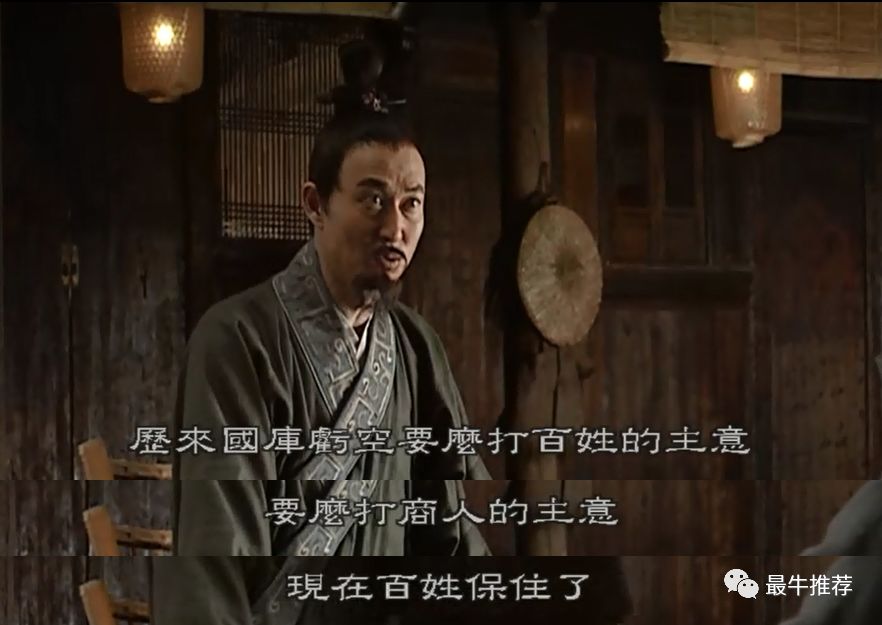 歷來國庫虧空要麼打百姓的主意
要麼打商人的主意
現在百姓保住了
最牛推荐